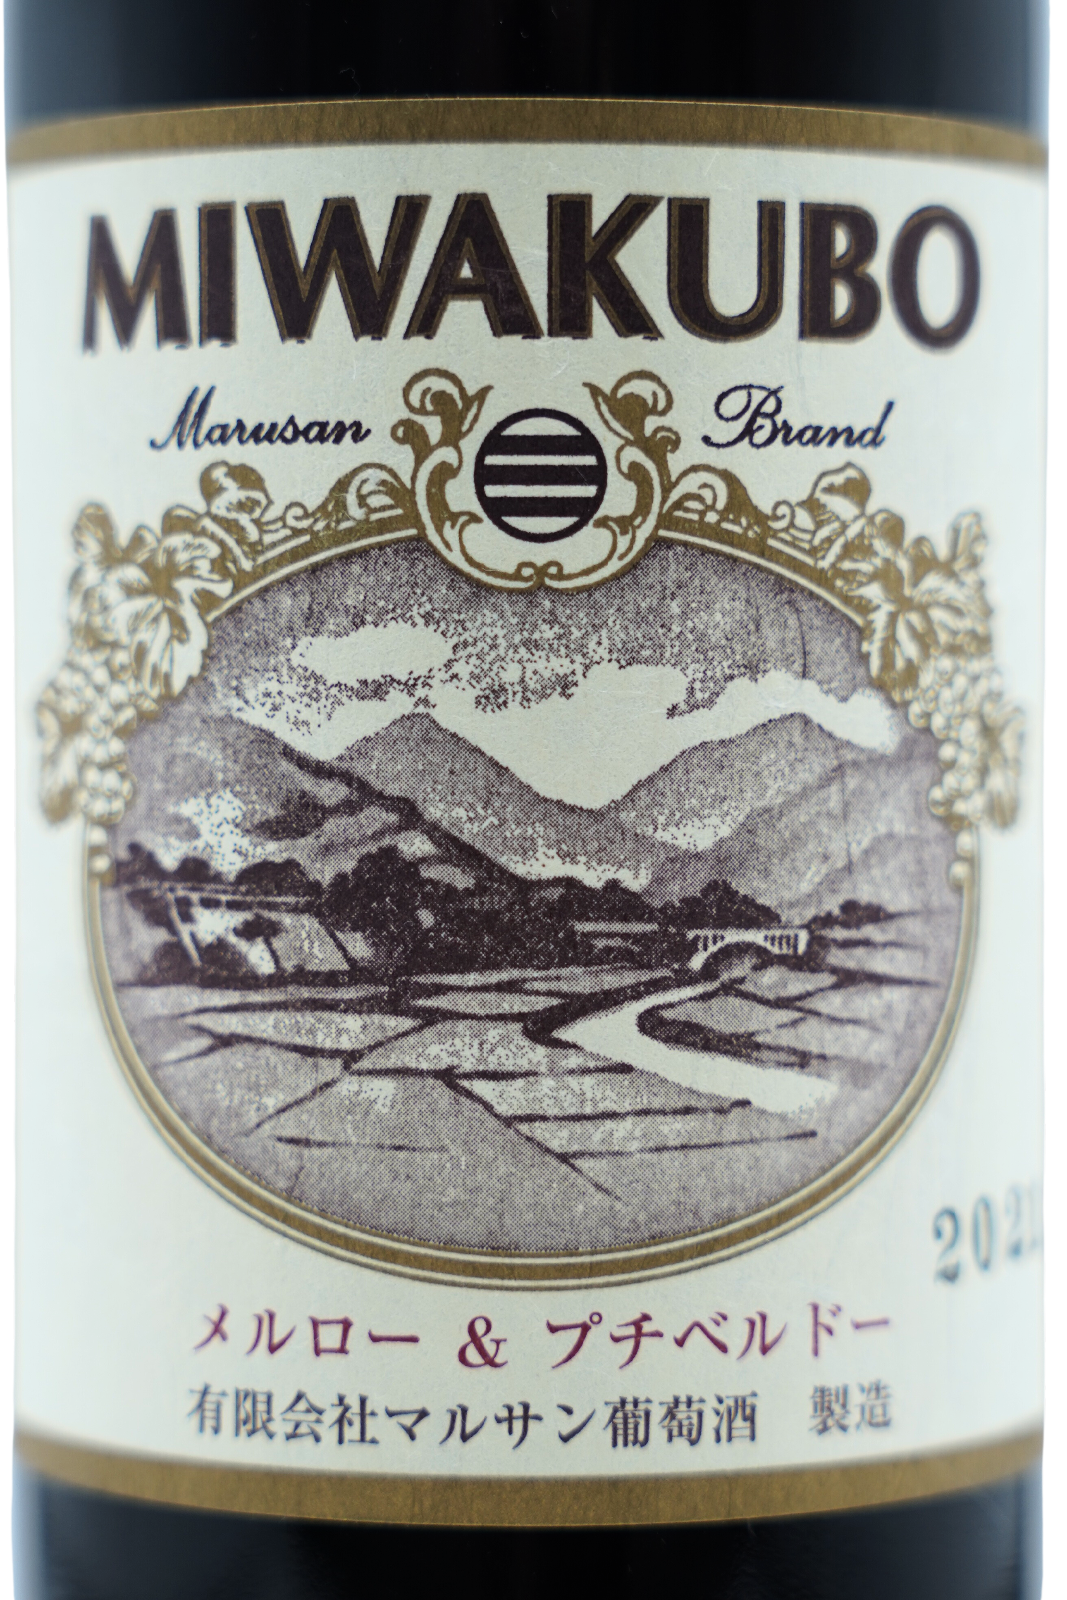 MIWAKUBO
Marusan Brand
2021
メルロー & プチベルドー
有限会社マルサン葡萄酒 製造